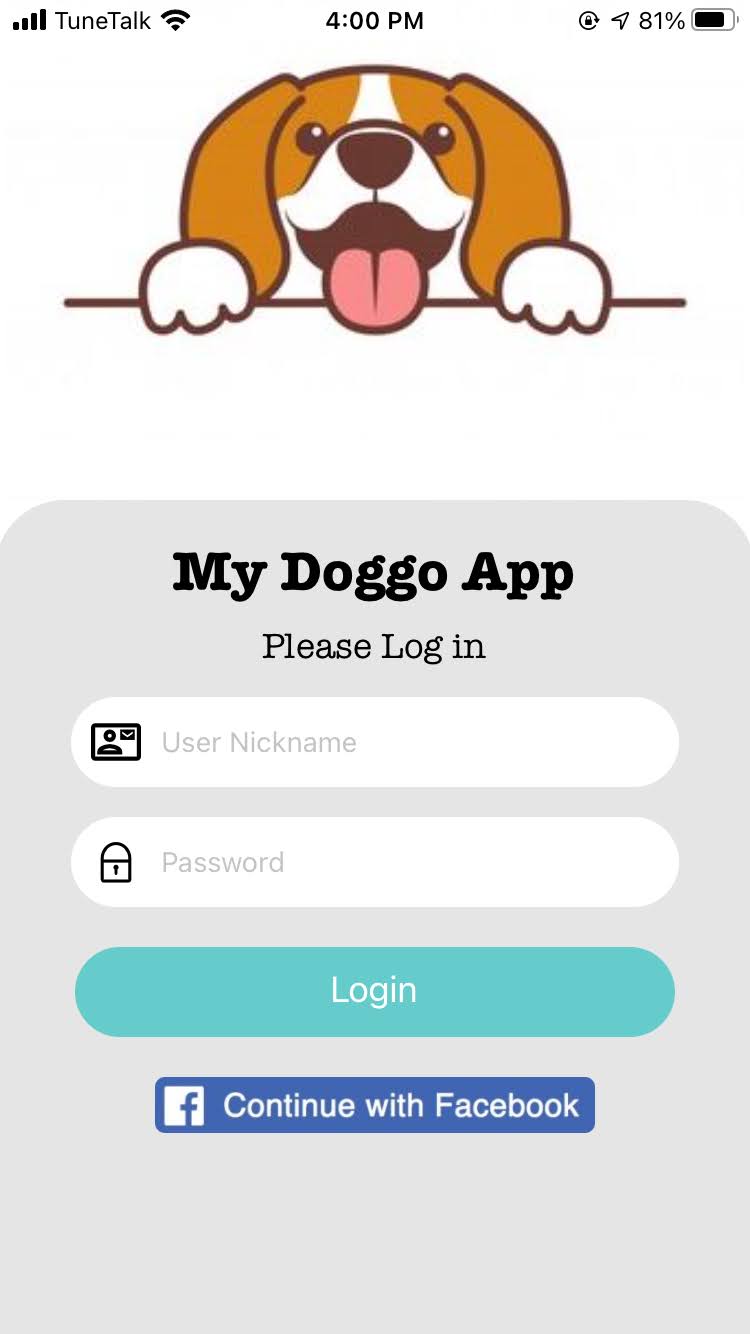 TuneTalk 4:00 PM 81%
My Doggo App
Please Log in
User Nickname
Password
Login
Continue with Facebook